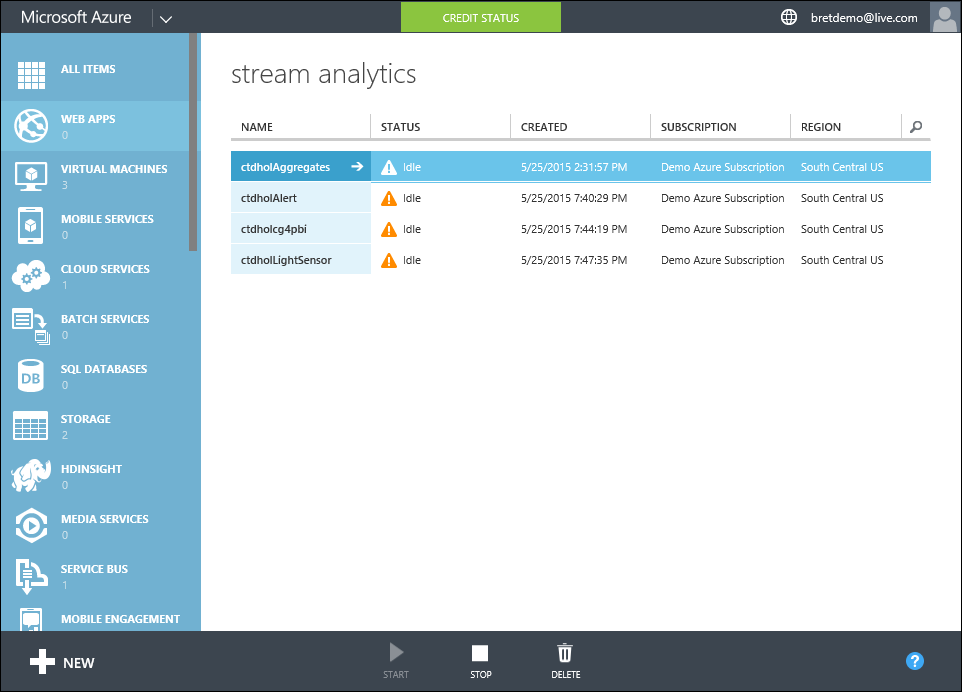 Microsoft Azure
CREDIT STATUS
bretdemo@live.com
ALL ITEMS
WEB APPS
0
VIRTUAL MACHINES
3
MOBILE SERVICES
0
CLOUD SERVICES
1
BATCH SERVICES
0
DB
SQL DATABASES
0
STORAGE
2
HDINSIGHT
0
MEDIA SERVICES
0
SERVICE BUS
1
MOBILE ENGAGEMENT
stream analytics
NAME STATUS CREATED SUBSCRIPTION REGION
ctdholAggregates Idle 5/25/2015 2:31:57 PM Demo Azure Subscription South Central US
ctdholAlert Idle 5/25/2015 7:40:29 PM Demo Azure Subscription South Central US
ctdholcg4pbi Idle 5/25/2015 7:44:19 PM Demo Azure Subscription South Central US
ctdholLightSensor Idle 5/25/2015 7:47:35 PM Demo Azure Subscription South Central US
NEW
START
STOP
DELETE
?